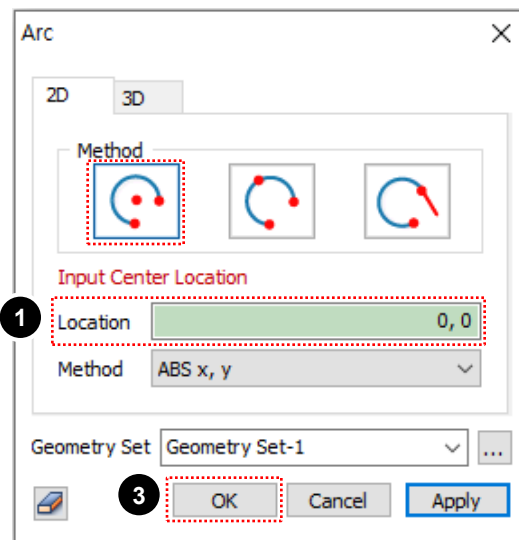 Arc
2D 3D
Method
Input Center Location
1 Location 0, 0
Method ABS x, y
Geometry Set Geometry Set-1 ...
3 OK Cancel Apply